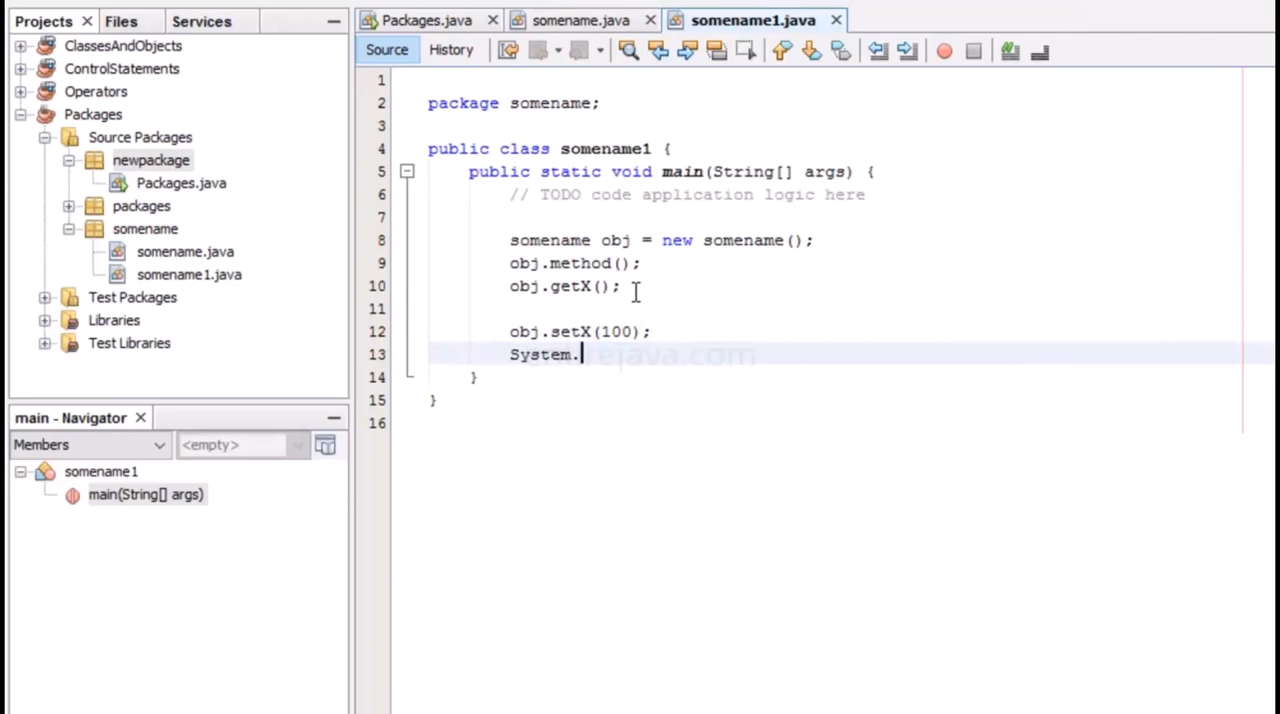 Projects
Files
Services
ClassesAndObjects
ControlStatements
Operators
Packages
Source Packages
newpackage
Packages.java
packages
somename
somename.java
somename1.java
Test Packages
Libraries
Test Libraries
main - Navigator
Members
<empty>
somename1
main(String[] args)
Packages.java
somename.java
somename1.java
Source
History
1
2 package somename;
3
4 public class somename1 {
5 public static void main(String[] args) {
6 // TODO code application logic here
7
8 somename obj = new somename();
9 obj.method();
10 obj.getX();
11
12 obj.setX(100);
13 System.
14 }
15 }
16